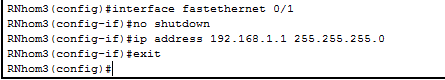 RNhom3(config)#interface fastethernet 0/1
RNhom3(config-if)#no shutdown
RNhom3(config-if)#ip address 192.168.1.1 255.255.255.0
RNhom3(config-if)#exit
RNhom3(config)#